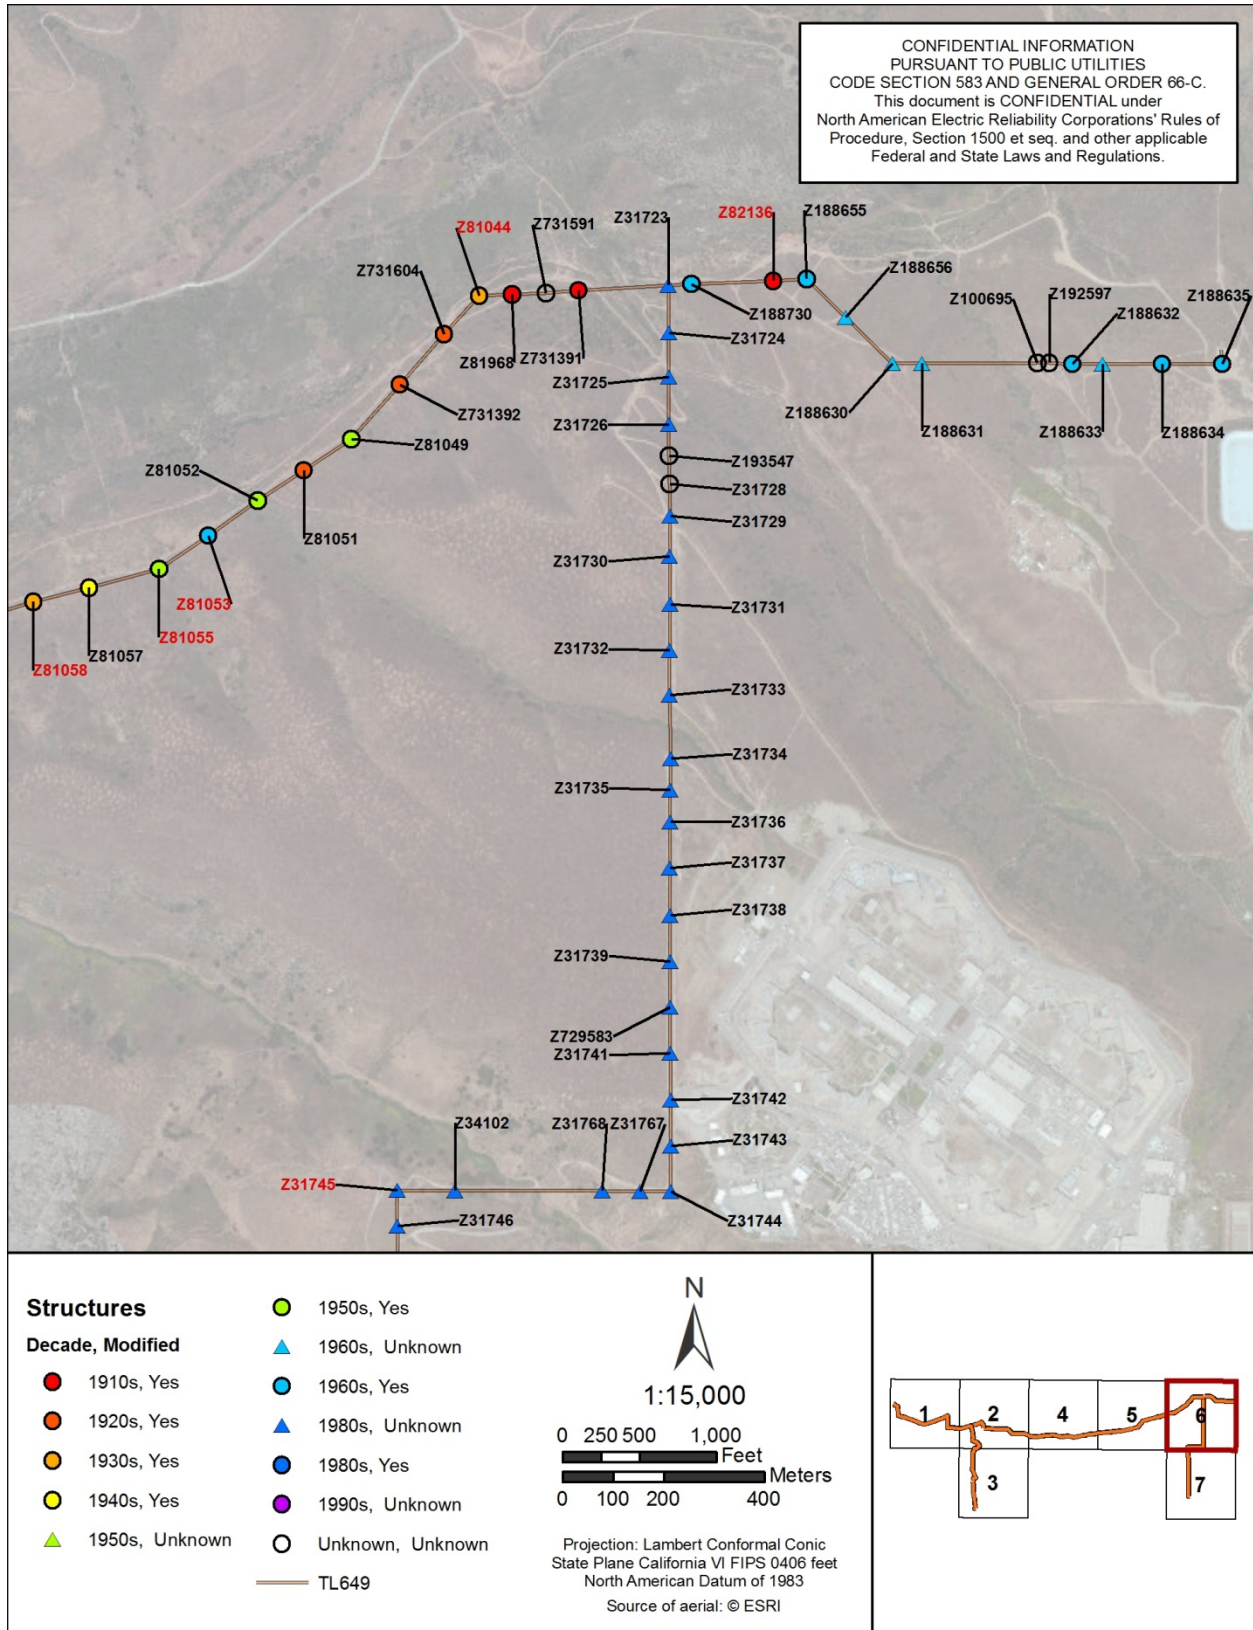 CONFIDENTIAL INFORMATION
PURSUANT TO PUBLIC UTILITIES
CODE SECTION 583 AND GENERAL ORDER 66-C.
This document is CONFIDENTIAL under
North American Electric Reliability Corporations' Rules of
Procedure, Section 1500 et seq. and other applicable
Federal and State Laws and Regulations.
Z81044
Z731591
Z31723
Z82136
Z188655
Z731604
Z188656
Z81968
Z731391
Z188730
Z31724
Z100695
Z192597
Z188632
Z188635
Z31725
Z731392
Z31726
Z188630
Z188631
Z188633
Z188634
Z81049
Z193547
Z81052
Z31728
Z81051
Z31729
Z31730
Z81053
Z31731
Z81055
Z81057
Z81058
Z31732
Z31733
Z31734
Z31735
Z31736
Z31737
Z31738
Z31739
Z729583
Z31741
Z31742
Z34102
Z31768
Z31767
Z31743
Z31745
Z31746
Z31744
Structures
Decade, Modified
1910s, Yes
1920s, Yes
1930s, Yes
1940s, Yes
1950s, Unknown
1950s, Yes
1960s, Unknown
1960s, Yes
1980s, Unknown
1980s, Yes
1990s, Unknown
Unknown, Unknown
TL649
N
1:15,000
0 250 500 1,000
Feet
Meters
0 100 200 400
Projection: Lambert Conformal Conic
State Plane California VI FIPS 0406 feet
North American Datum of 1983
Source of aerial: © ESRI
1
2
4
5
6
3
7